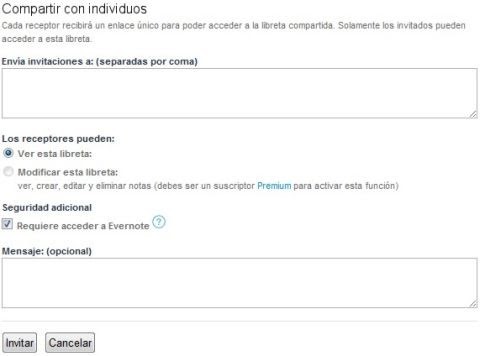 Compartir con individuos
Cada receptor recibirá un enlace único para poder acceder a la libreta compartida. Solamente los invitados pueden
acceder a esta libreta.
Envía invitaciones a: (separadas por coma)
Los receptores pueden:
Ver esta libreta:
Modificar esta libreta:
ver, crear, editar y eliminar notas (debes ser un suscriptor Premium para activar esta función)
Seguridad adicional
Requiere acceder a Evernote ?
Mensaje: (opcional)
Invitar Cancelar